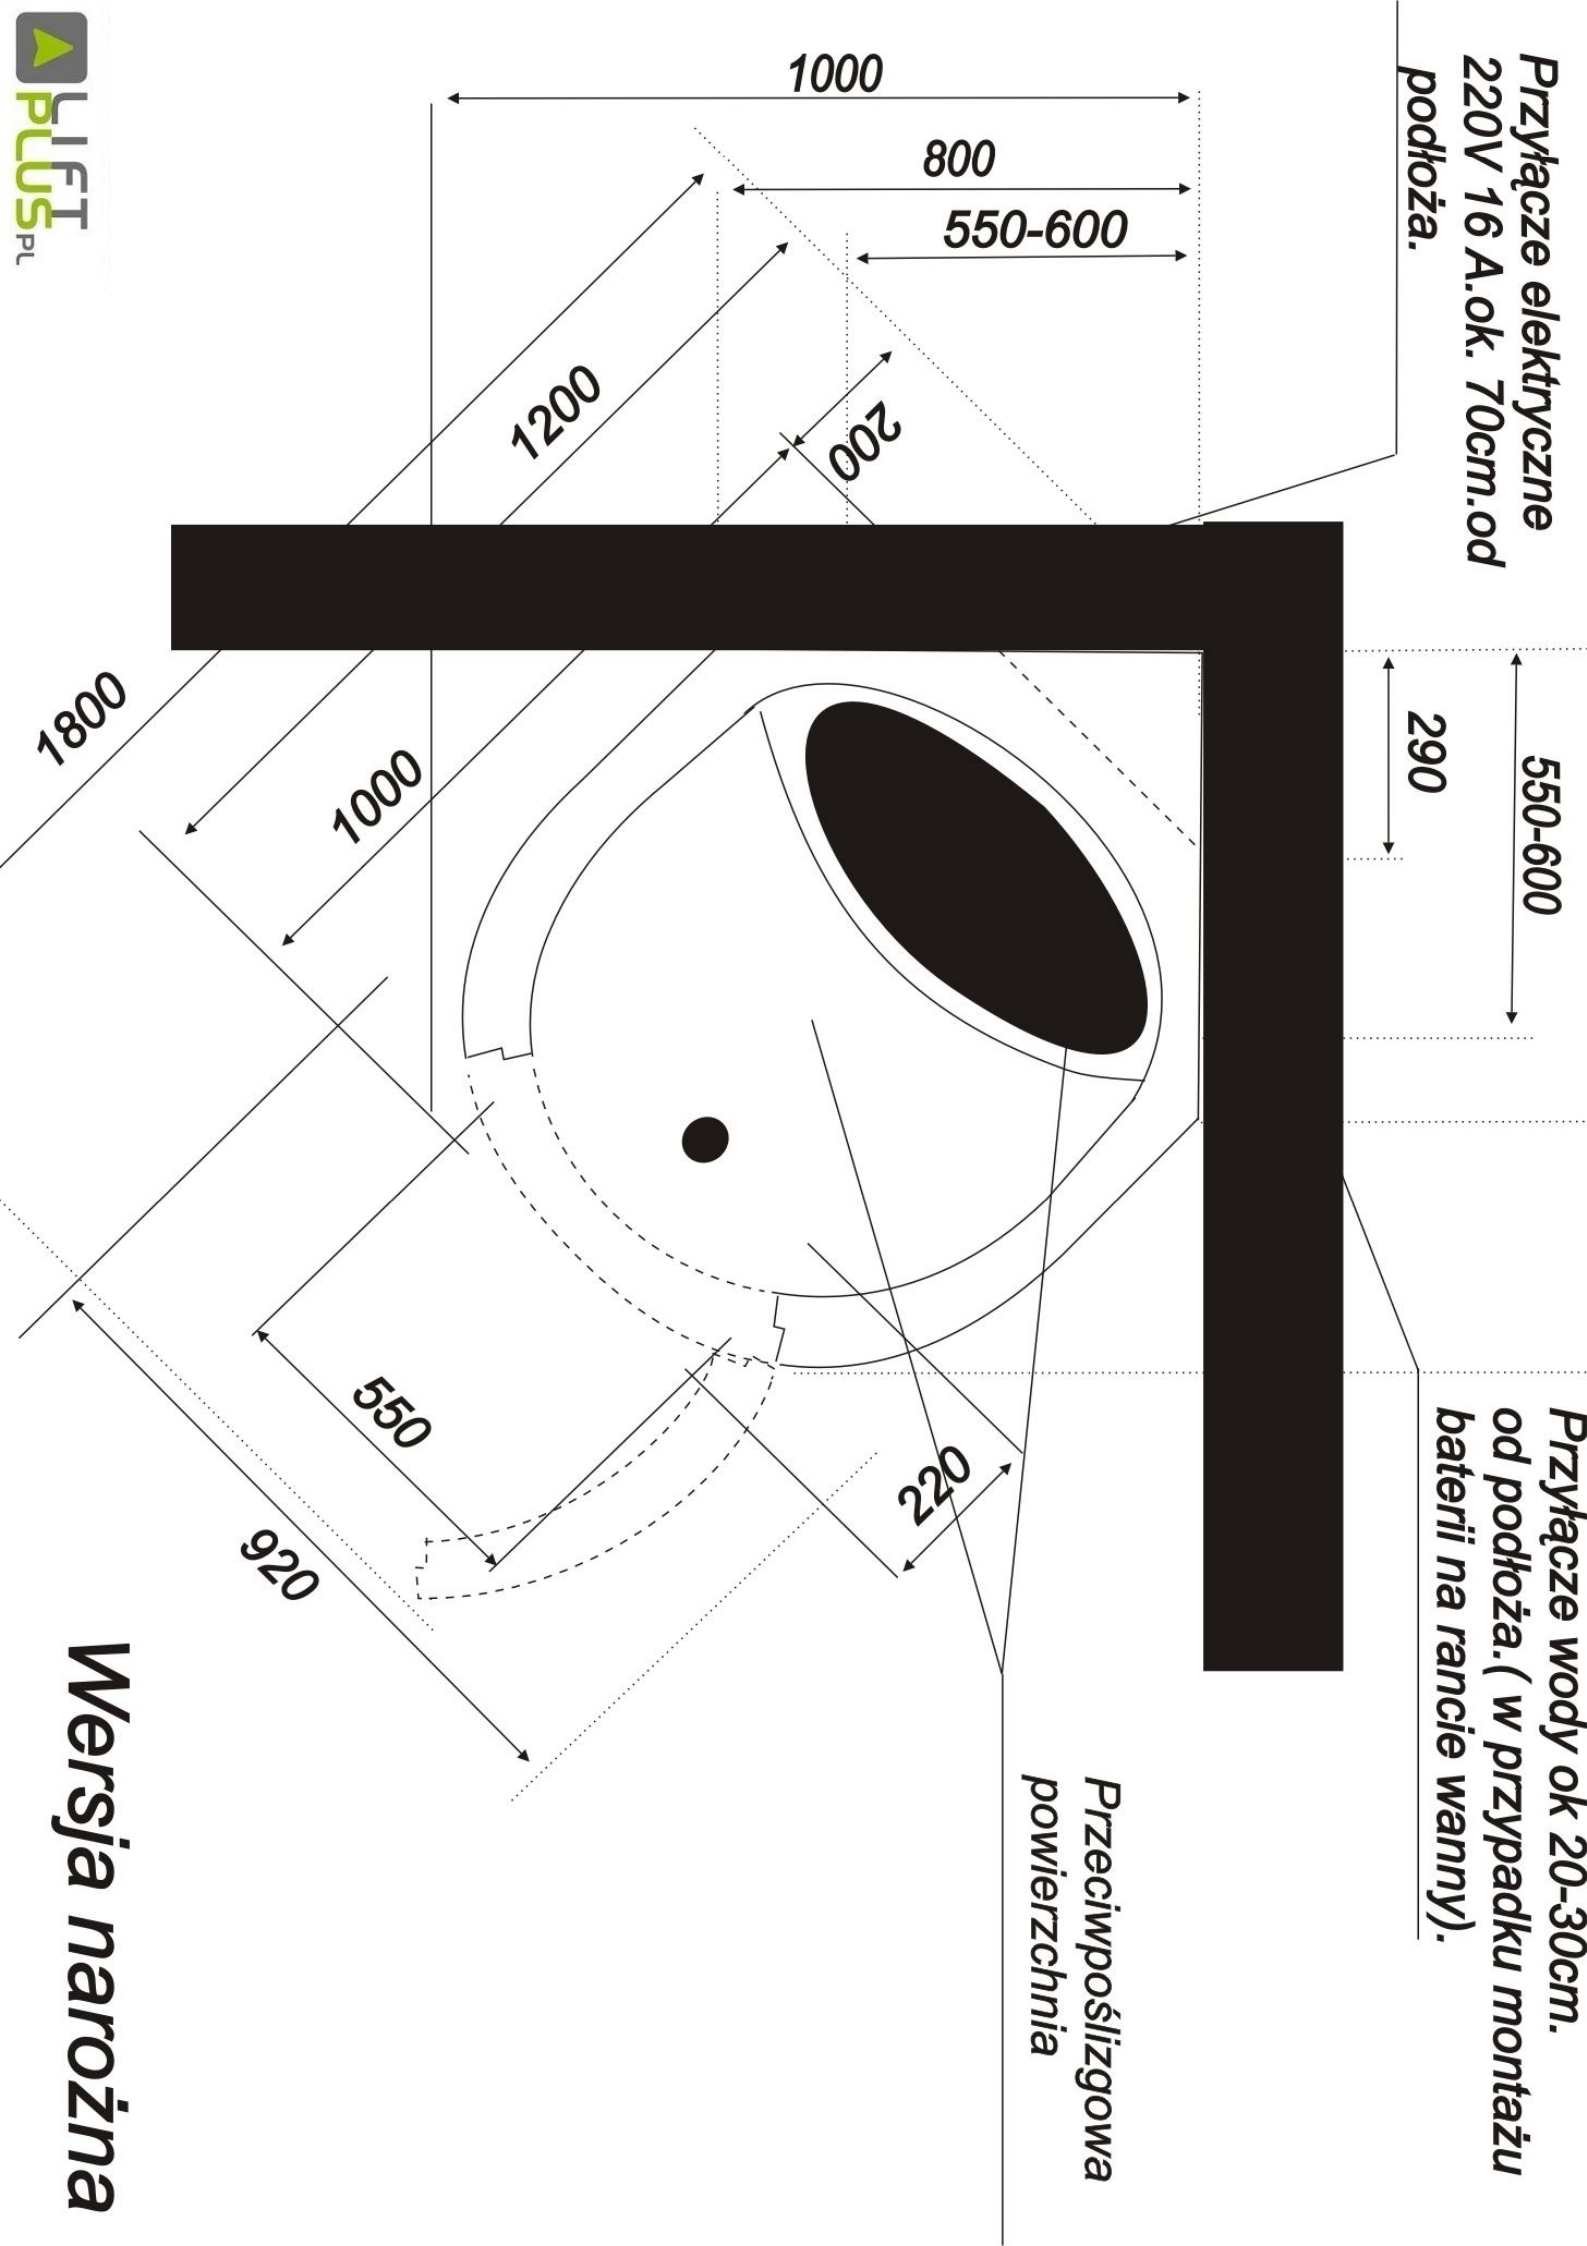 Przyłącze elektryczne
220V 16 A.ok. 70cm.od
podłoża.
Przyłącze wody ok 20-30cm.
od podłoża.( w przypadku montażu
baterii na rancie wanny).
550-600
290
1000
800
550-600
200
1200
1000
1800
220
550
920
Przeciwpoślizgowa
powierzchnia
Wersja narożna
LIFT
PLUS PL